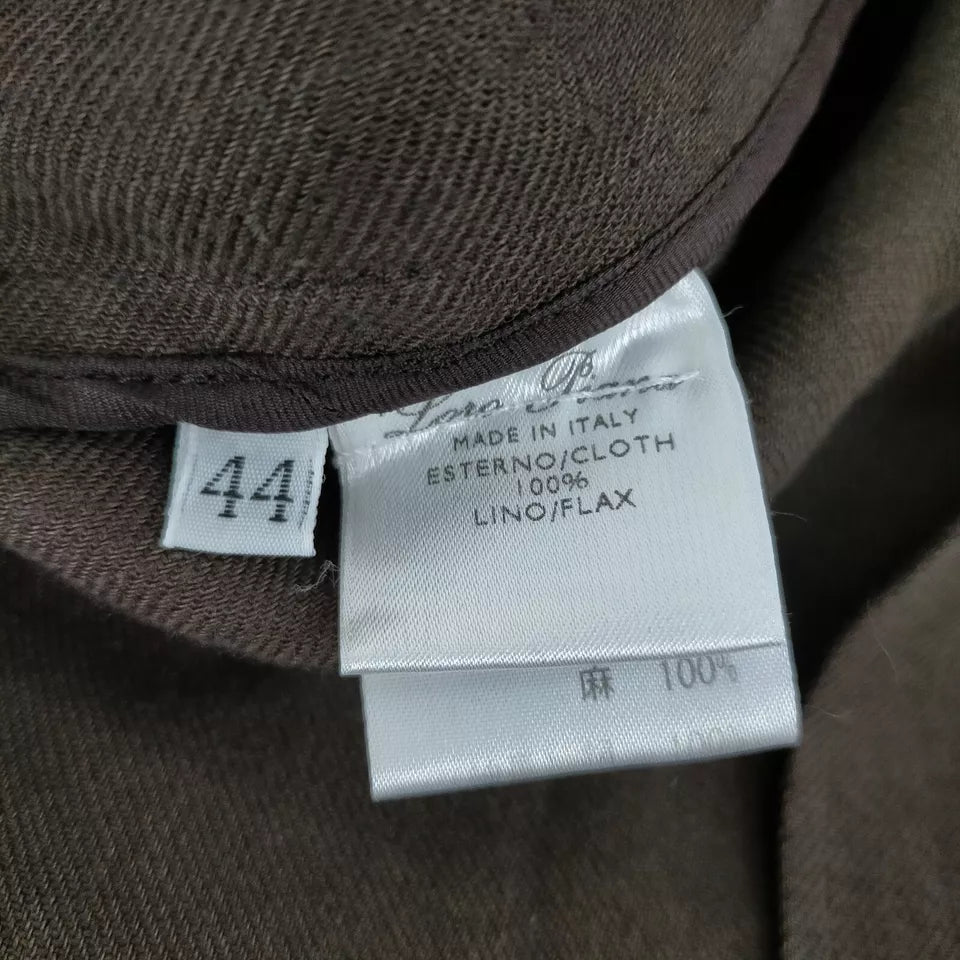 44
Loro Piana
MADE IN ITALY
ESTERNO/CLOTH
100%
LINO/FLAX
麻 100%